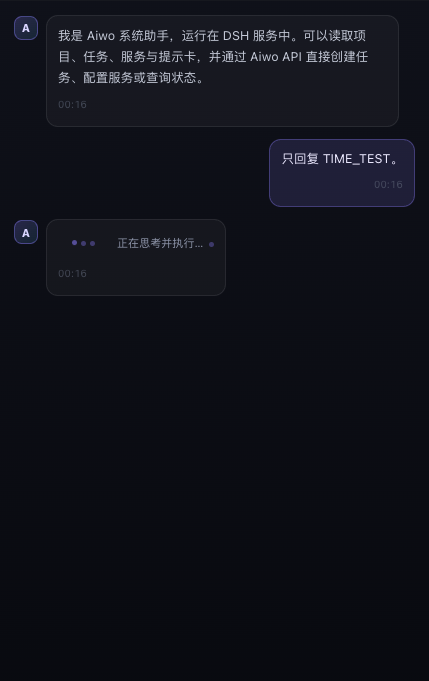 A
我是 Aiwo 系统助手，运行在 DSH 服务中。可以读取项
目、任务、服务与提示卡，并通过 Aiwo API 直接创建任
务、配置服务或查询状态。
00:16
只回复 TIME_TEST。
00:16
A
正在思考并执行...
00:16